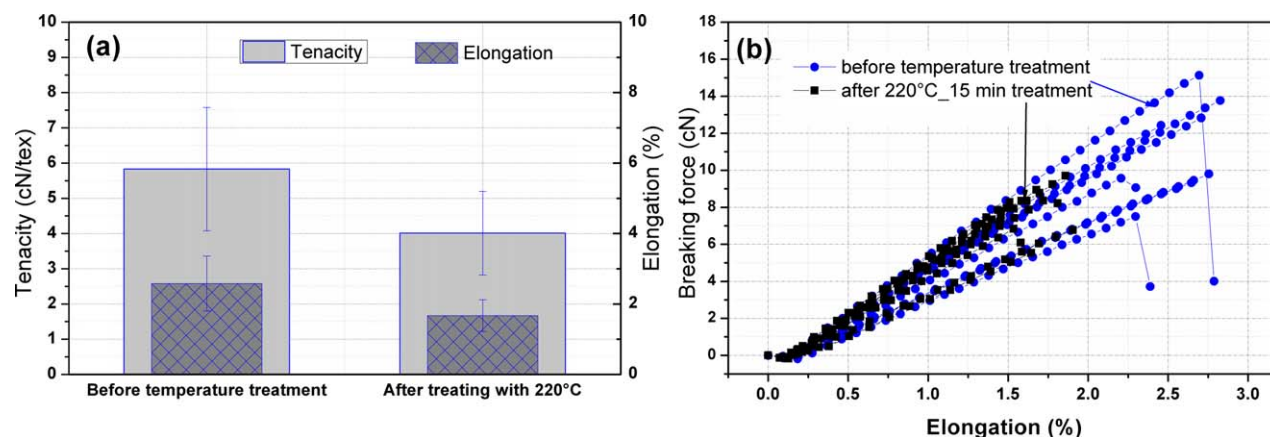 (a)
Tenacity
Elongation
Tenacity (cN/tex)
10
9
8
7
6
5
4
3
2
1
0
Elongation (%)
10
8
6
4
2
0
Before temperature treatment
After treating with 220°C
(b)
before temperature treatment
after 220°C_15 min treatment
Breaking force (cN)
18
16
14
12
10
8
6
4
2
0
0.0 0.5 1.0 1.5 2.0 2.5 3.0
Elongation (%)